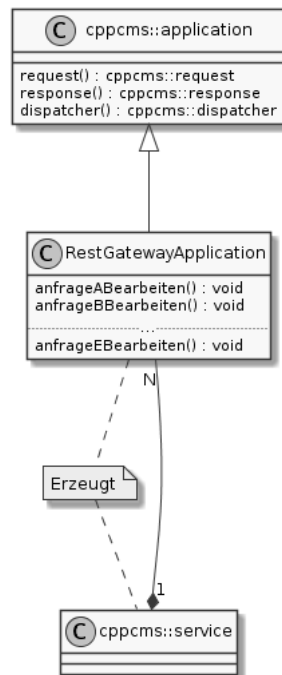 C cppcms::application
request() : cppcms::request
response() : cppcms::response
dispatcher() : cppcms::dispatcher
C RestGatewayApplication
anfrageABearbeiten() : void
anfrageBBearbeiten() : void
...
anfrageEBearbeiten() : void
N
Erzeugt
1
C cppcms::service